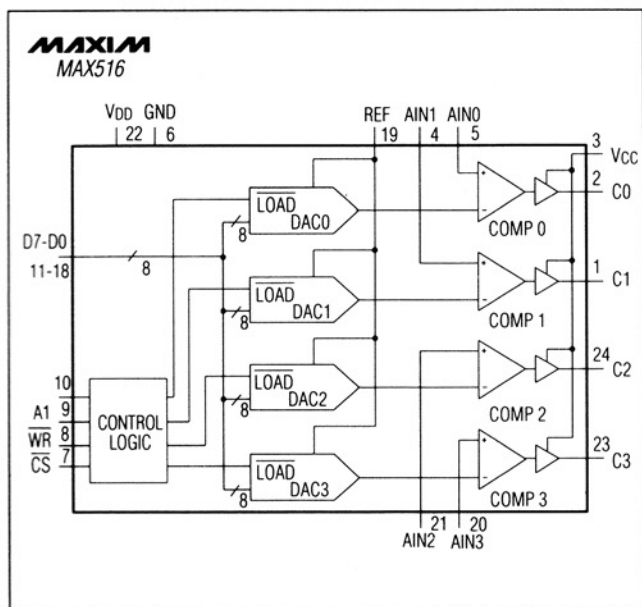 MAXIM
MAX516
VDD GND
22 6
REF AIN1 AIN0
19 4 5
3 VCC
2 C0
LOAD
DAC0
8
COMP 0
D7-D0
11-18
8
1 C1
LOAD
DAC1
8
COMP 1
24 C2
LOAD
DAC2
8
COMP 2
10
A1 9
WR 8
CS 7
CONTROL
LOGIC
23 C3
LOAD
DAC3
8
COMP 3
21 20
AIN2 AIN3